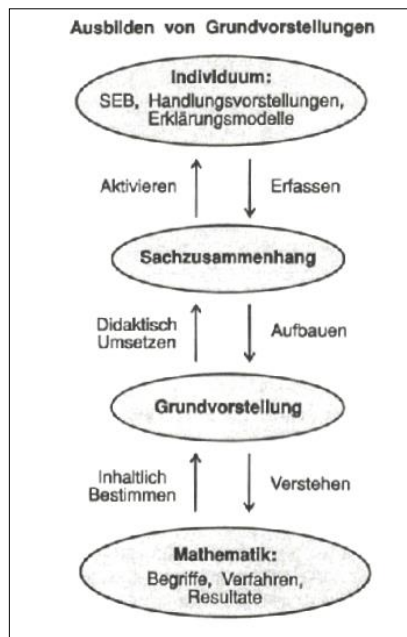 Ausbilden von Grundvorstellungen
Individuum:
SEB, Handlungsvorstellungen,
Erklärungsmodelle
Aktivieren
Erfassen
Sachzusammenhang
Didaktisch
Umsetzen
Aufbauen
Grundvorstellung
Inhaltlich
Bestimmen
Verstehen
Mathematik:
Begriffe, Verfahren,
Resultate